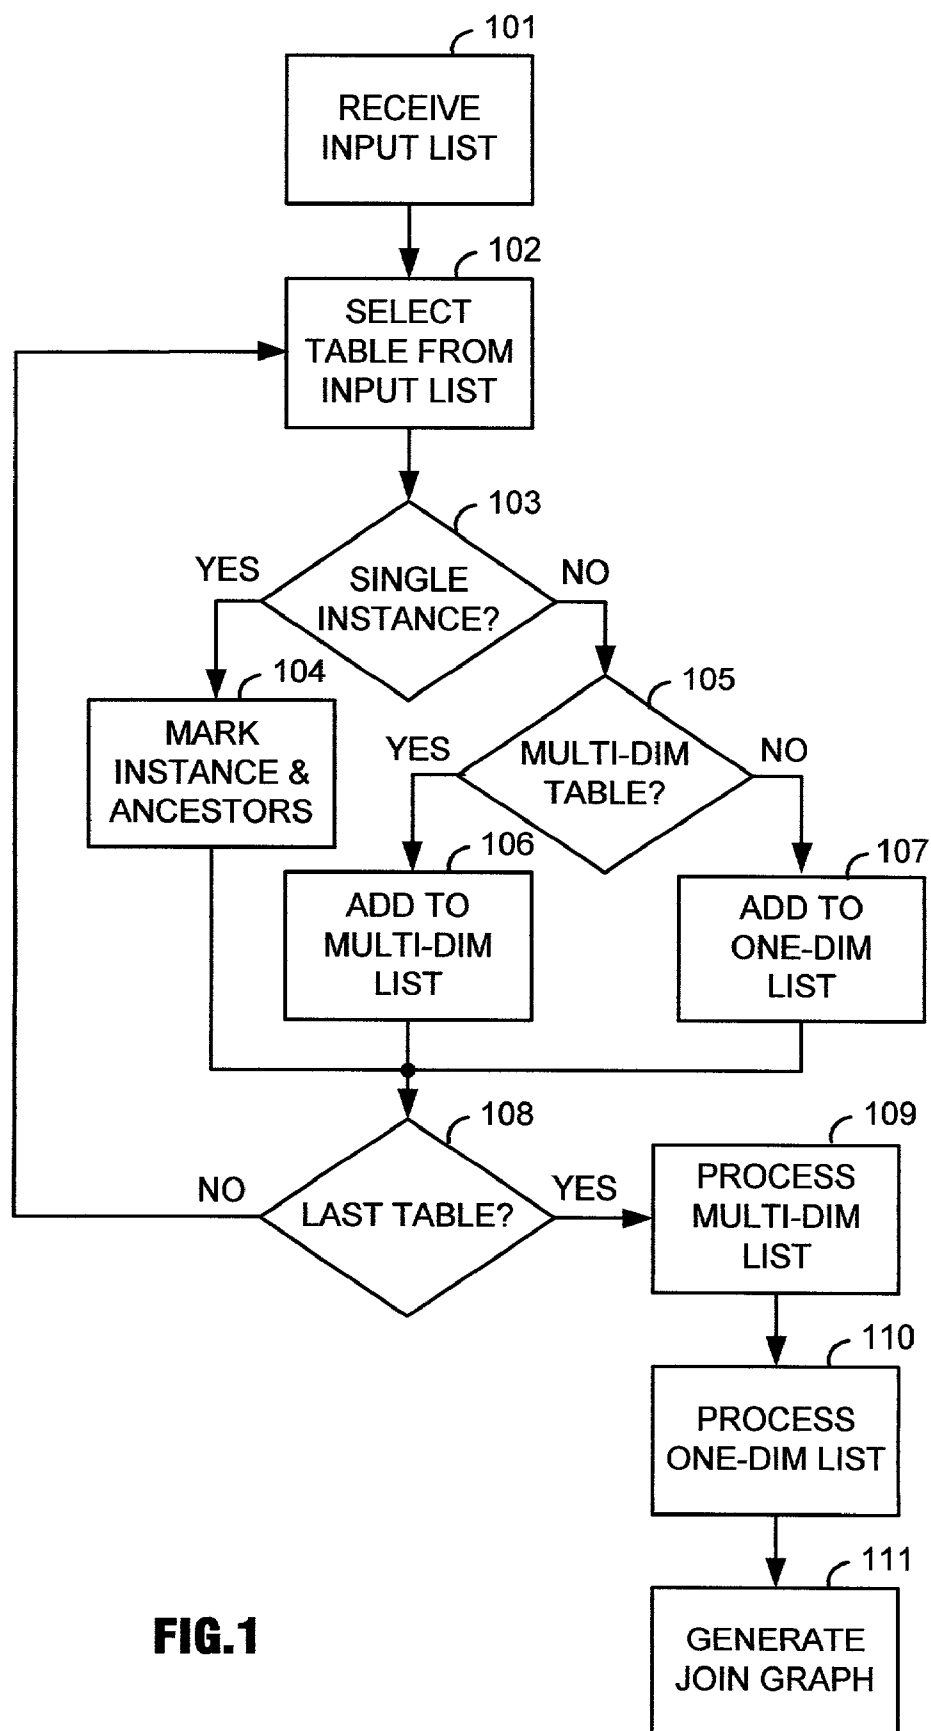 101
RECEIVE
INPUT LIST
102
SELECT
TABLE FROM
INPUT LIST
103
YES
SINGLE
INSTANCE?
NO
104
MARK
INSTANCE &
ANCESTORS
105
YES
MULTI-DIM
TABLE?
NO
106
ADD TO
MULTI-DIM
LIST
107
ADD TO
ONE-DIM
LIST
108
NO
LAST TABLE?
YES
109
PROCESS
MULTI-DIM
LIST
110
PROCESS
ONE-DIM LIST
111
GENERATE
JOIN GRAPH
FIG.1